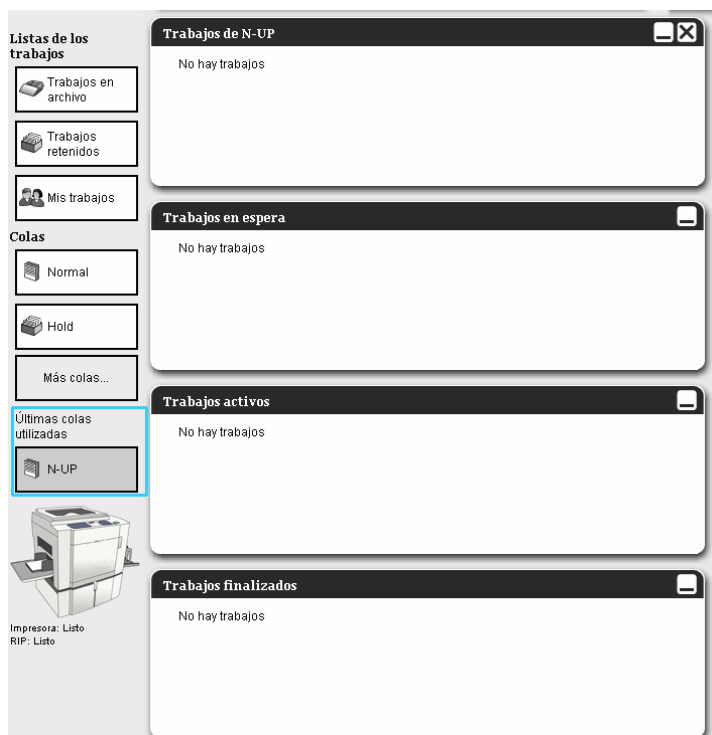 Listas de los
trabajos
Trabajos en
archivo
Trabajos
retenidos
Mis trabajos
Colas
Normal
Hold
Más colas...
Últimas colas
utilizadas
N-UP
Impresora: Listo
RIP: Listo
Trabajos de N-UP
No hay trabajos
Trabajos en espera
No hay trabajos
Trabajos activos
No hay trabajos
Trabajos finalizados
No hay trabajos